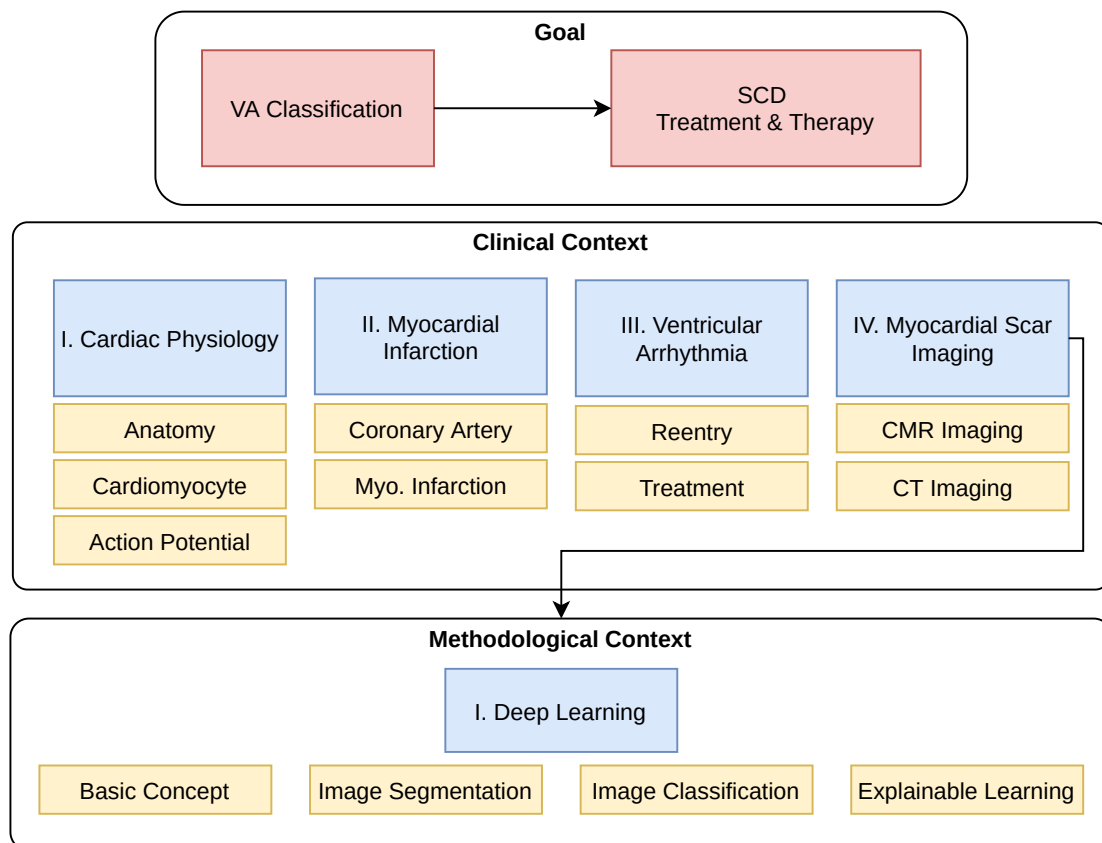 Goal
VA Classification
SCD
Treatment & Therapy
Clinical Context
I. Cardiac Physiology
Anatomy
Cardiomyocyte
Action Potential
II. Myocardial
Infarction
Coronary Artery
Myo. Infarction
III. Ventricular
Arrhythmia
Reentry
Treatment
IV. Myocardial Scar
Imaging
CMR Imaging
CT Imaging
Methodological Context
I. Deep Learning
Basic Concept
Image Segmentation
Image Classification
Explainable Learning